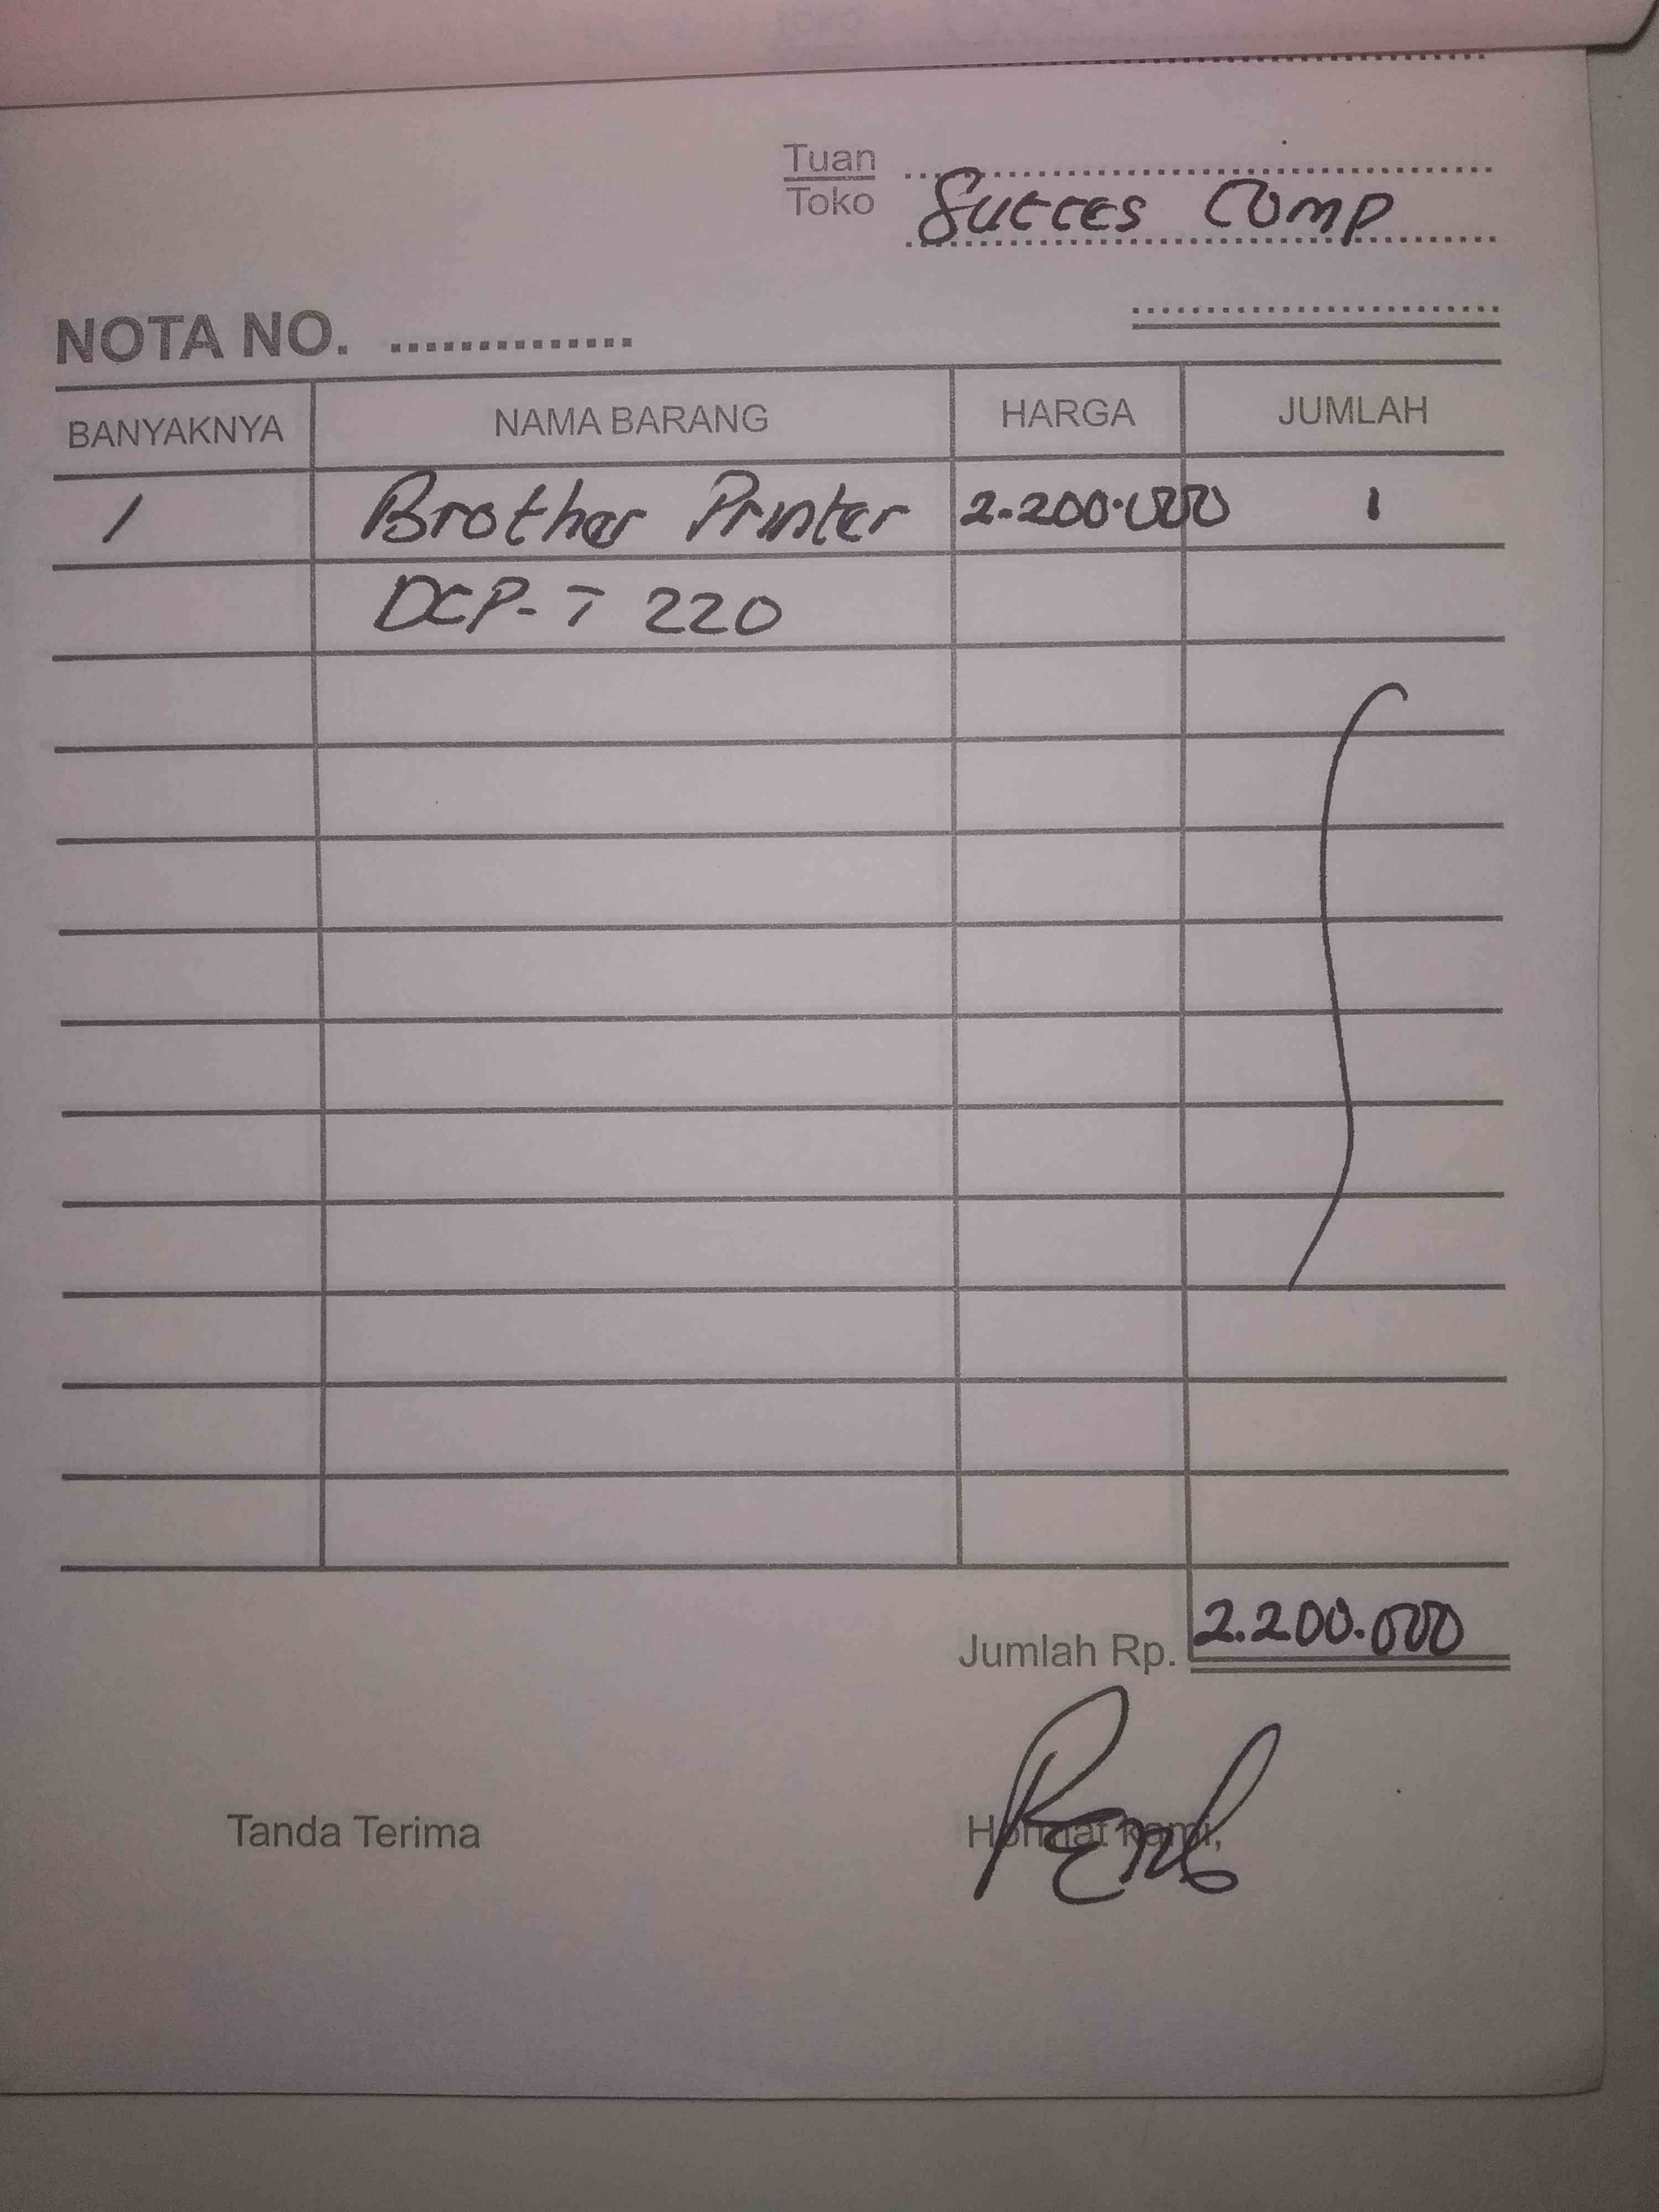 Tuan
Toko Succes Comp
NOTA NO. ...............
BANYAKNYA NAMA BARANG HARGA JUMLAH
1 Brother Printer 2.200.000 1
DCP-T 220
Jumlah Rp. 2.200.000
Tanda Terima Hormat kami,